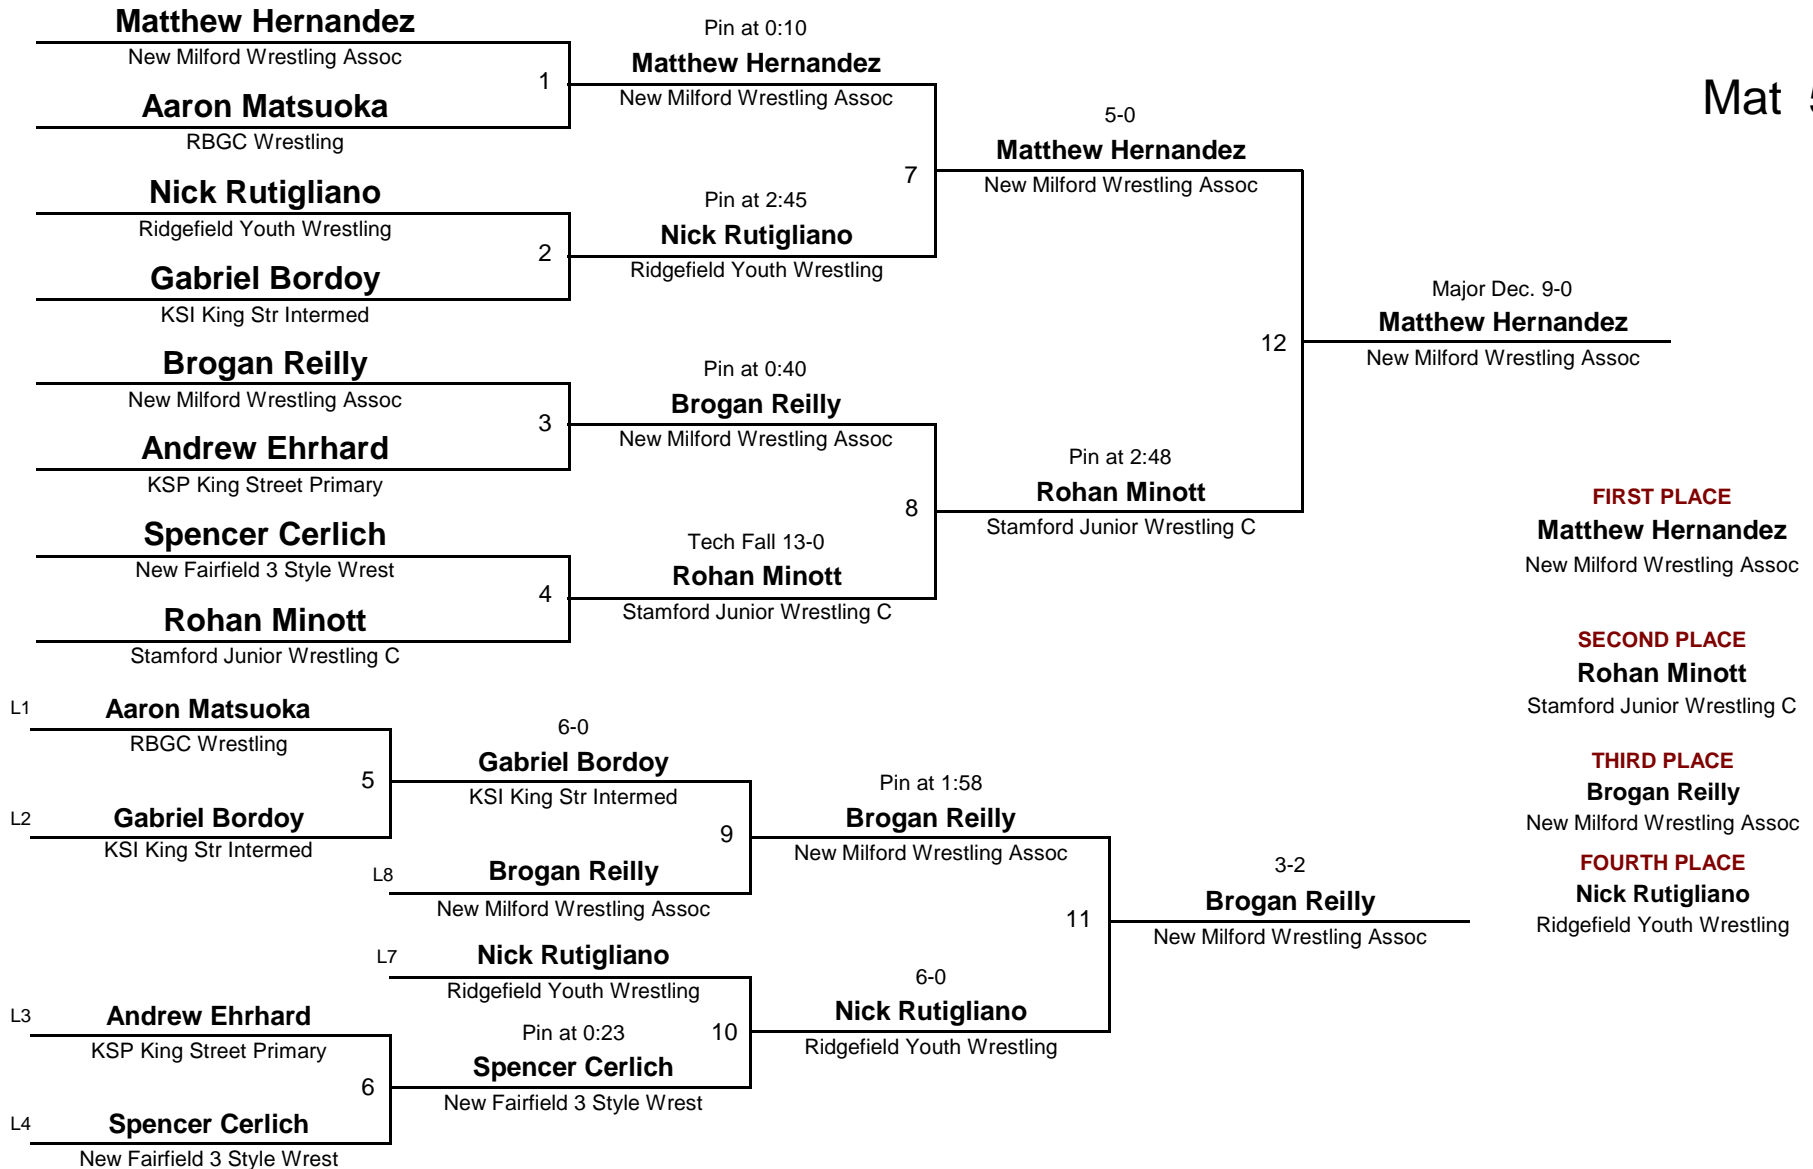 Matthew Hernandez
New Milford Wrestling Assoc
1
Aaron Matsuoka
RBGC Wrestling
Nick Rutigliano
Ridgefield Youth Wrestling
2
Gabriel Bordoy
KSI King Str Intermed
Brogan Reilly
New Milford Wrestling Assoc
3
Andrew Ehrhard
KSP King Street Primary
Spencer Cerlich
New Fairfield 3 Style Wrest
4
Rohan Minott
Stamford Junior Wrestling C
Pin at 0:10
Matthew Hernandez
New Milford Wrestling Assoc
7
Pin at 2:45
Nick Rutigliano
Ridgefield Youth Wrestling
Pin at 0:40
Brogan Reilly
New Milford Wrestling Assoc
8
Tech Fall 13-0
Rohan Minott
Stamford Junior Wrestling C
5-0
Matthew Hernandez
New Milford Wrestling Assoc
12
Pin at 2:48
Rohan Minott
Stamford Junior Wrestling C
Major Dec. 9-0
Matthew Hernandez
New Milford Wrestling Assoc
Mat 5
FIRST PLACE
Matthew Hernandez
New Milford Wrestling Assoc
SECOND PLACE
Rohan Minott
Stamford Junior Wrestling C
THIRD PLACE
Brogan Reilly
New Milford Wrestling Assoc
FOURTH PLACE
Nick Rutigliano
Ridgefield Youth Wrestling
L1
Aaron Matsuoka
RBGC Wrestling
5
L2
Gabriel Bordoy
KSI King Str Intermed
6-0
Gabriel Bordoy
KSI King Str Intermed
9
L8
Brogan Reilly
New Milford Wrestling Assoc
L7
Nick Rutigliano
Ridgefield Youth Wrestling
10
L3
Andrew Ehrhard
KSP King Street Primary
6
L4
Spencer Cerlich
New Fairfield 3 Style Wrest
Pin at 0:23
Spencer Cerlich
New Fairfield 3 Style Wrest
Pin at 1:58
Brogan Reilly
New Milford Wrestling Assoc
11
6-0
Nick Rutigliano
Ridgefield Youth Wrestling
3-2
Brogan Reilly
New Milford Wrestling Assoc